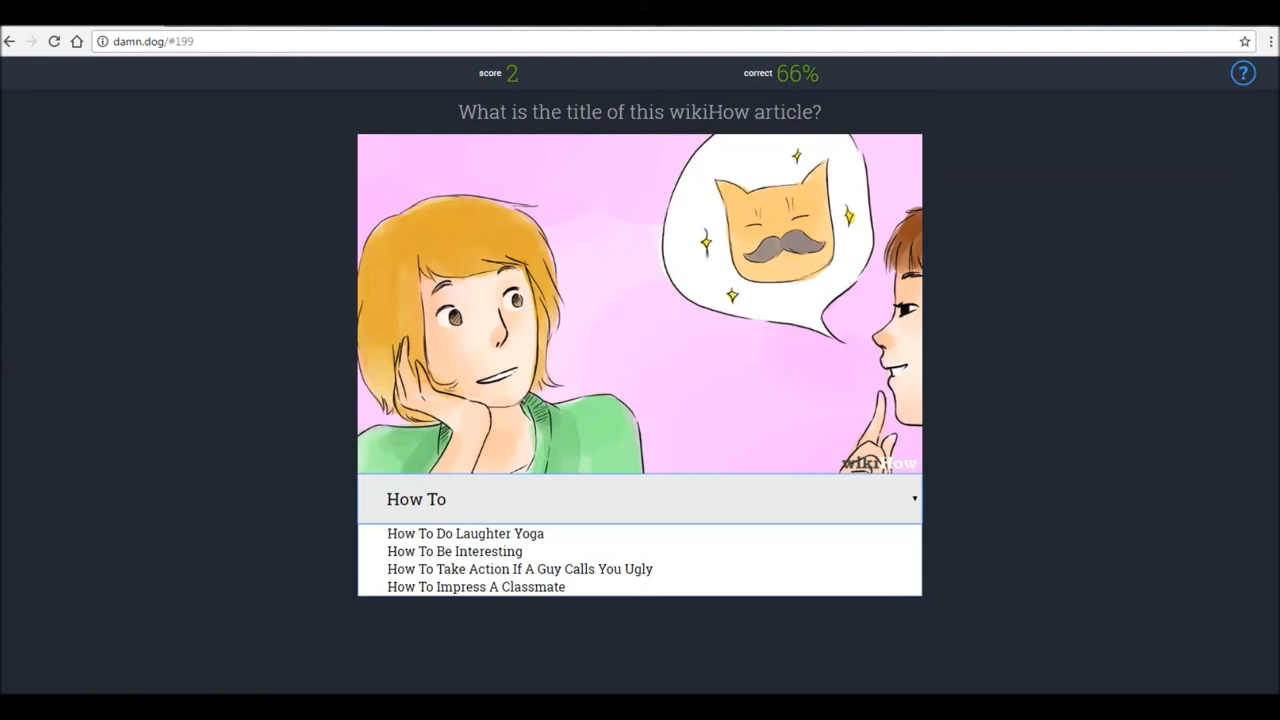 damn.dog/#199
score 2
correct 66%
?
What is the title of this wikiHow article?
wikiHow
How To
How To Do Laughter Yoga
How To Be Interesting
How To Take Action If A Guy Calls You Ugly
How To Impress A Classmate